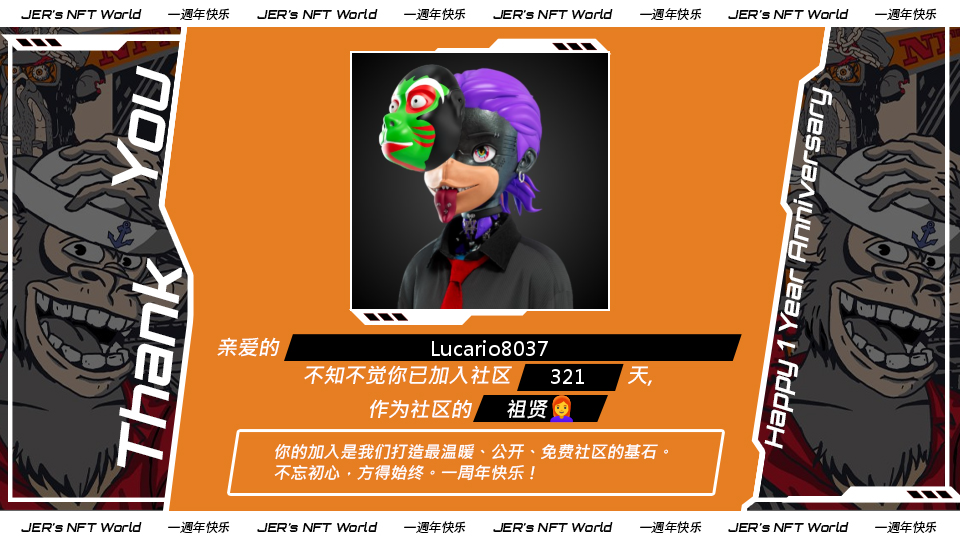 JER's NFT World 一週年快乐 JER's NFT World 一週年快乐 JER's NFT World 一週年快乐 JER's NFT World 一週年快乐
Thank You
Happy 1 Year Anniversary
亲爱的 Lucario8037
不知不觉你已加入社区 321 天,
作为社区的 祖贤👩‍🦰
你的加入是我们打造最温暖、公开、免费社区的基石。
不忘初心，方得始终。一周年快乐！
JER's NFT World 一週年快乐 JER's NFT World 一週年快乐 JER's NFT World 一週年快乐 JER's NFT World 一週年快乐